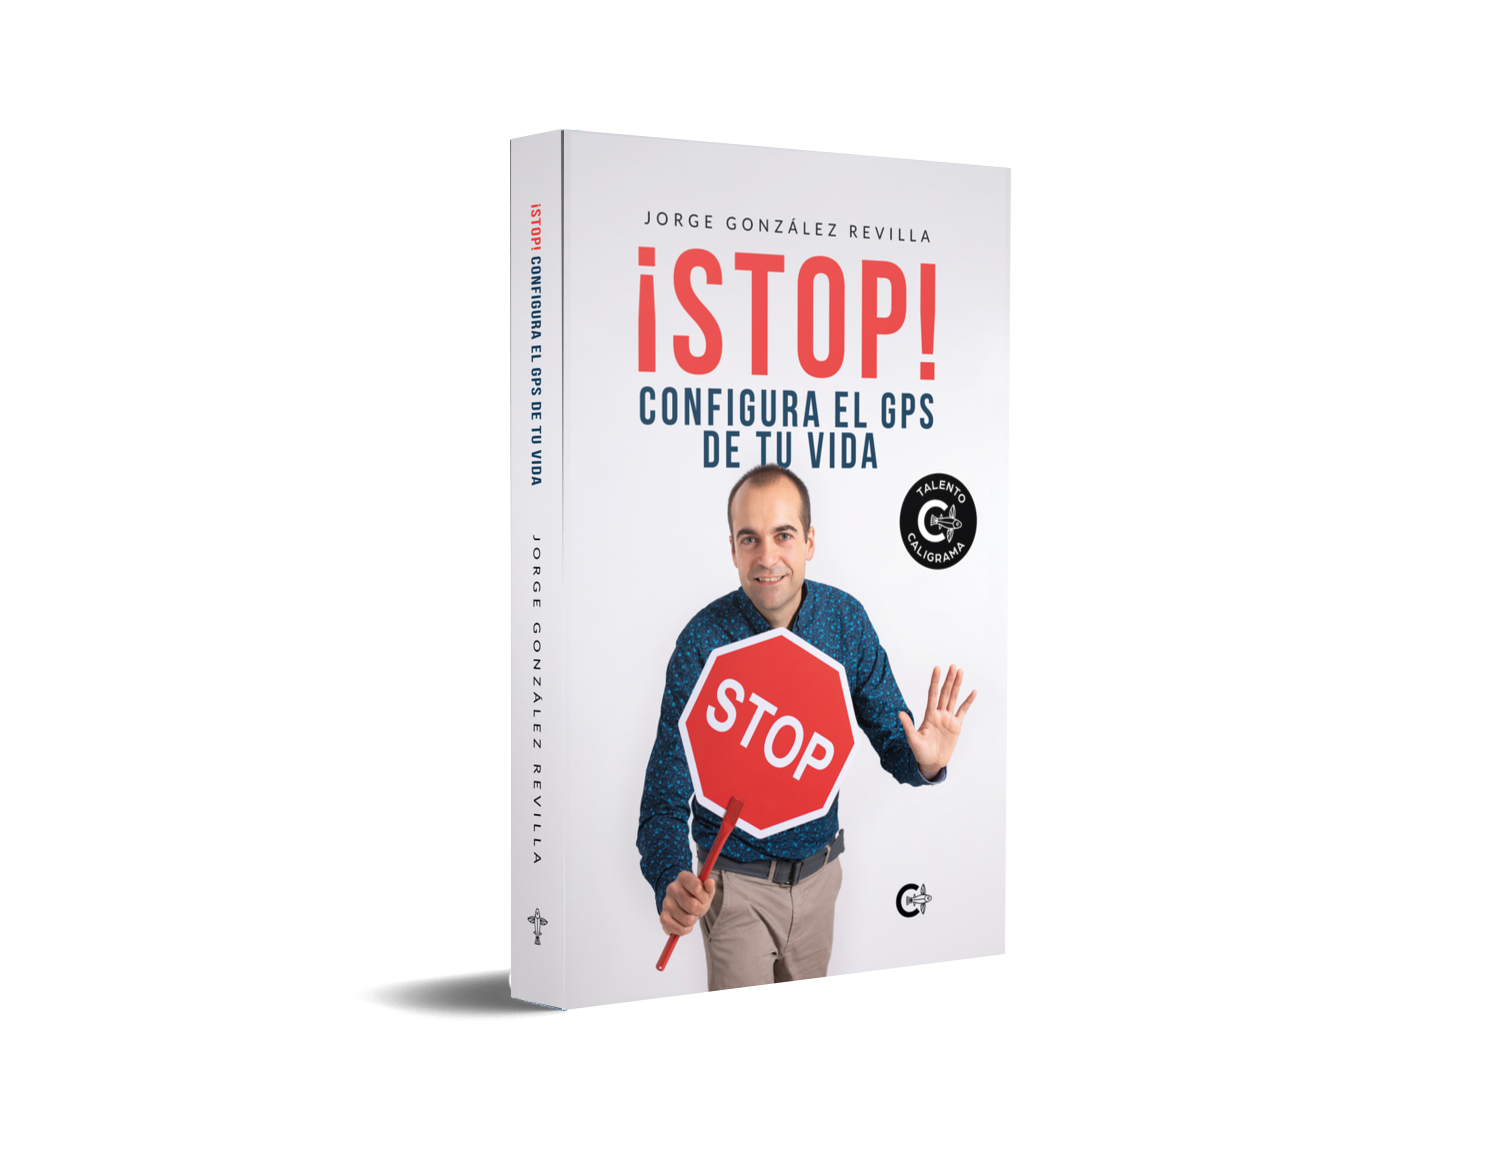 ¡STOP! CONFIGURA EL GPS DE TU VIDA
JORGE GONZÁLEZ REVILLA
JORGE GONZÁLEZ REVILLA
¡STOP!
CONFIGURA EL GPS
DE TU VIDA
TALENTO
C
CALIGRAMA
STOP
C